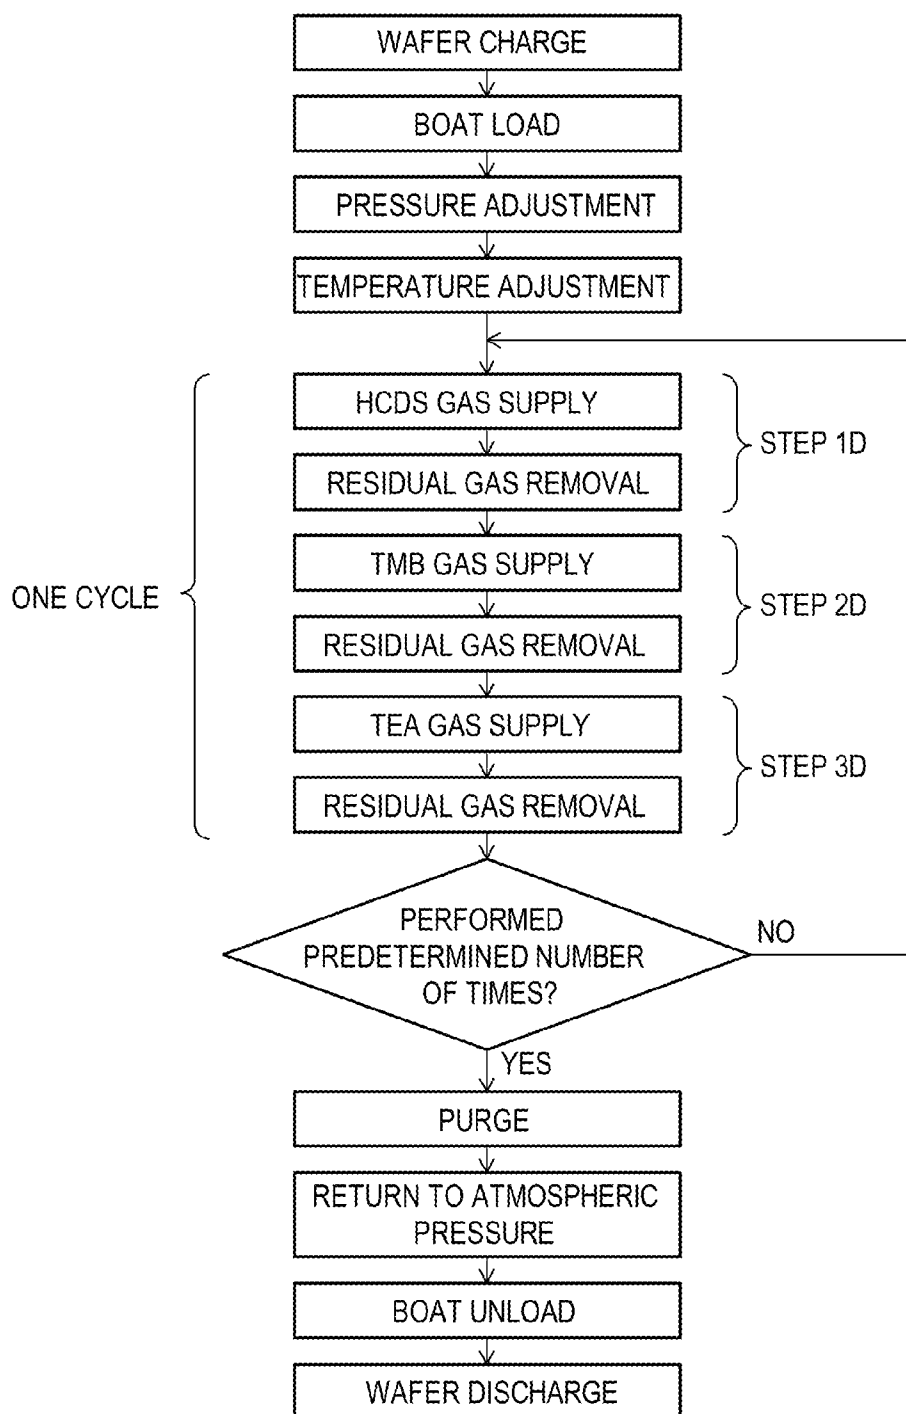 WAFER CHARGE
BOAT LOAD
PRESSURE ADJUSTMENT
TEMPERATURE ADJUSTMENT
HCDS GAS SUPPLY
STEP 1D
RESIDUAL GAS REMOVAL
TMB GAS SUPPLY
ONE CYCLE
STEP 2D
RESIDUAL GAS REMOVAL
TEA GAS SUPPLY
STEP 3D
RESIDUAL GAS REMOVAL
PERFORMED
PREDETERMINED NUMBER
OF TIMES?
NO
YES
PURGE
RETURN TO ATMOSPHERIC
PRESSURE
BOAT UNLOAD
WAFER DISCHARGE